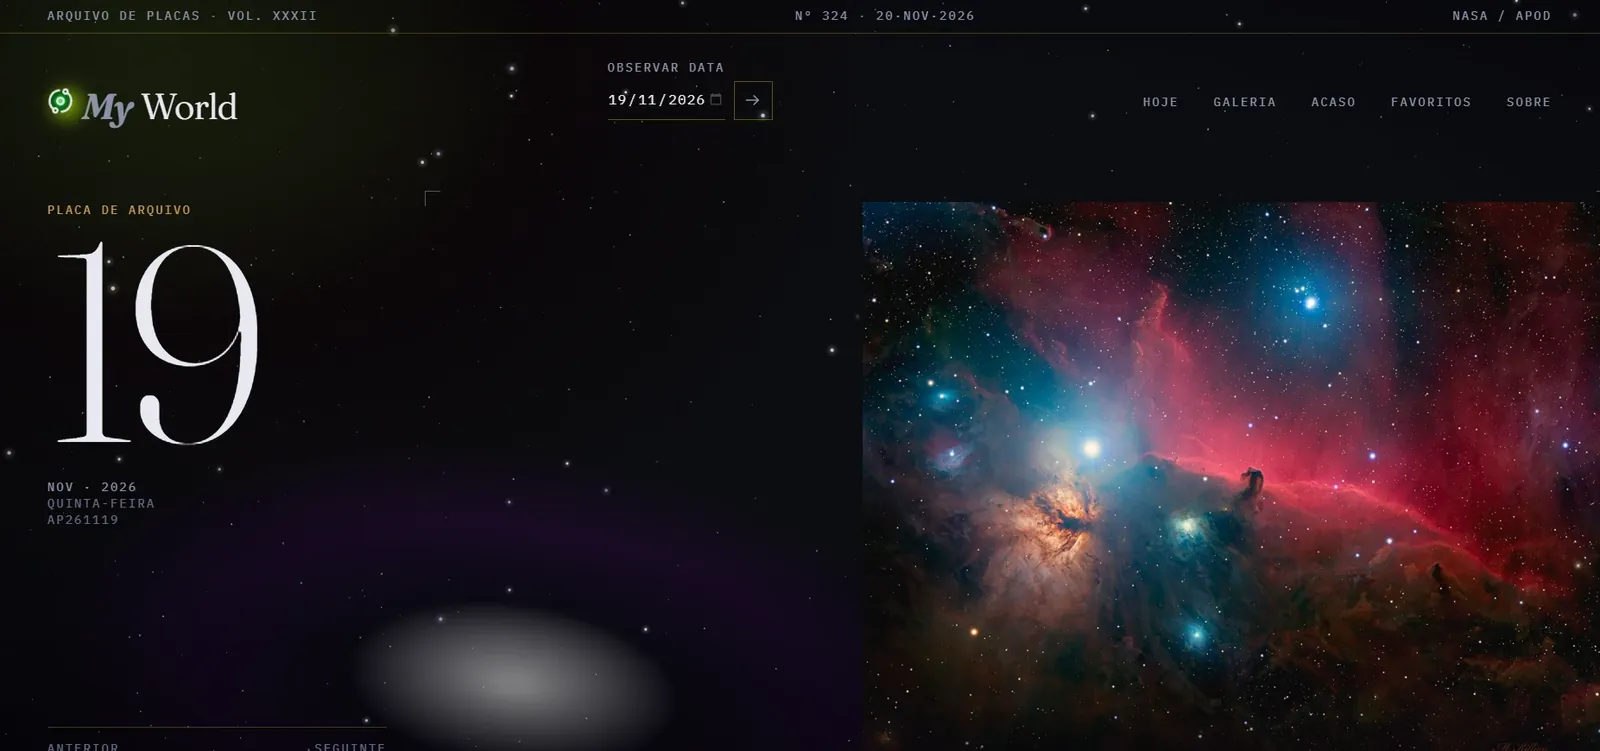 ARQUIVO DE PLACAS · VOL. XXXII
Nº 324 · 20·NOV·2026
NASA / APOD
My World
OBSERVAR DATA
19/11/2026
HOJE
GALERIA
ACASO
FAVORITOS
SOBRE
PLACA DE ARQUIVO
19
NOV · 2026
QUINTA-FEIRA
AP261119
ANTERIOR
SEGUINTE